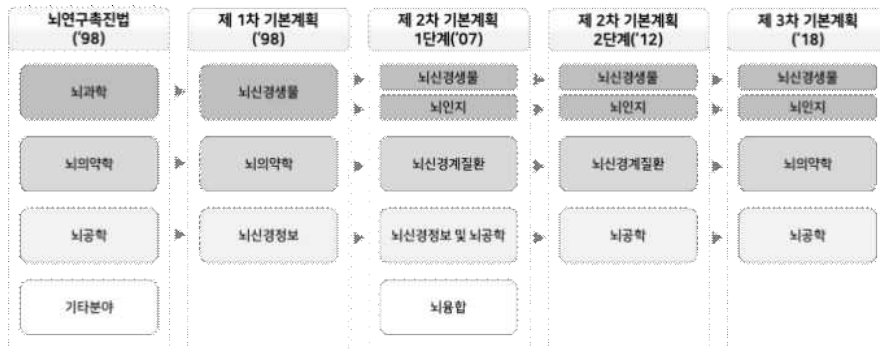 뇌연구촉진법
('98)
제 1차 기본계획
('98)
제 2차 기본계획
1단계('07)
제 2차 기본계획
2단계('12)
제 3차 기본계획
('18)
뇌과학
뇌신경생물
뇌신경생물
뇌신경생물
뇌신경생물
뇌인지
뇌인지
뇌인지
뇌의약학
뇌의약학
뇌신경계질환
뇌신경계질환
뇌의약학
뇌공학
뇌신경정보
뇌신경정보 및 뇌공학
뇌공학
뇌공학
기타분야
뇌융합